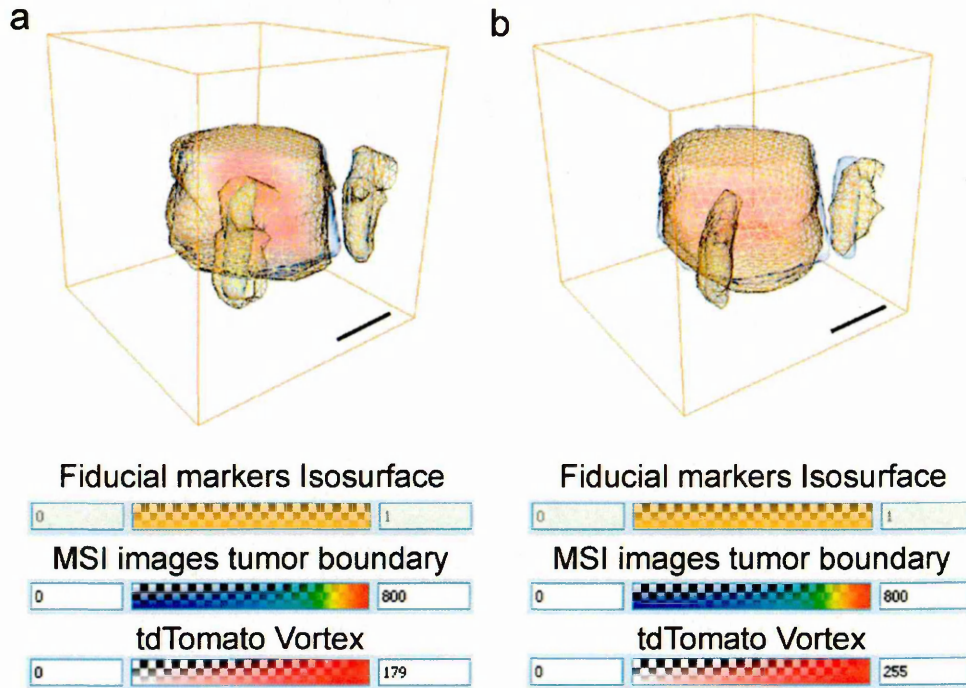 a
b
Fiducial markers Isosurface
0 1
MSI images tumor boundary
0 800
tdTomato Vortex
0 179
Fiducial markers Isosurface
0 1
MSI images tumor boundary
0 800
tdTomato Vortex
0 255